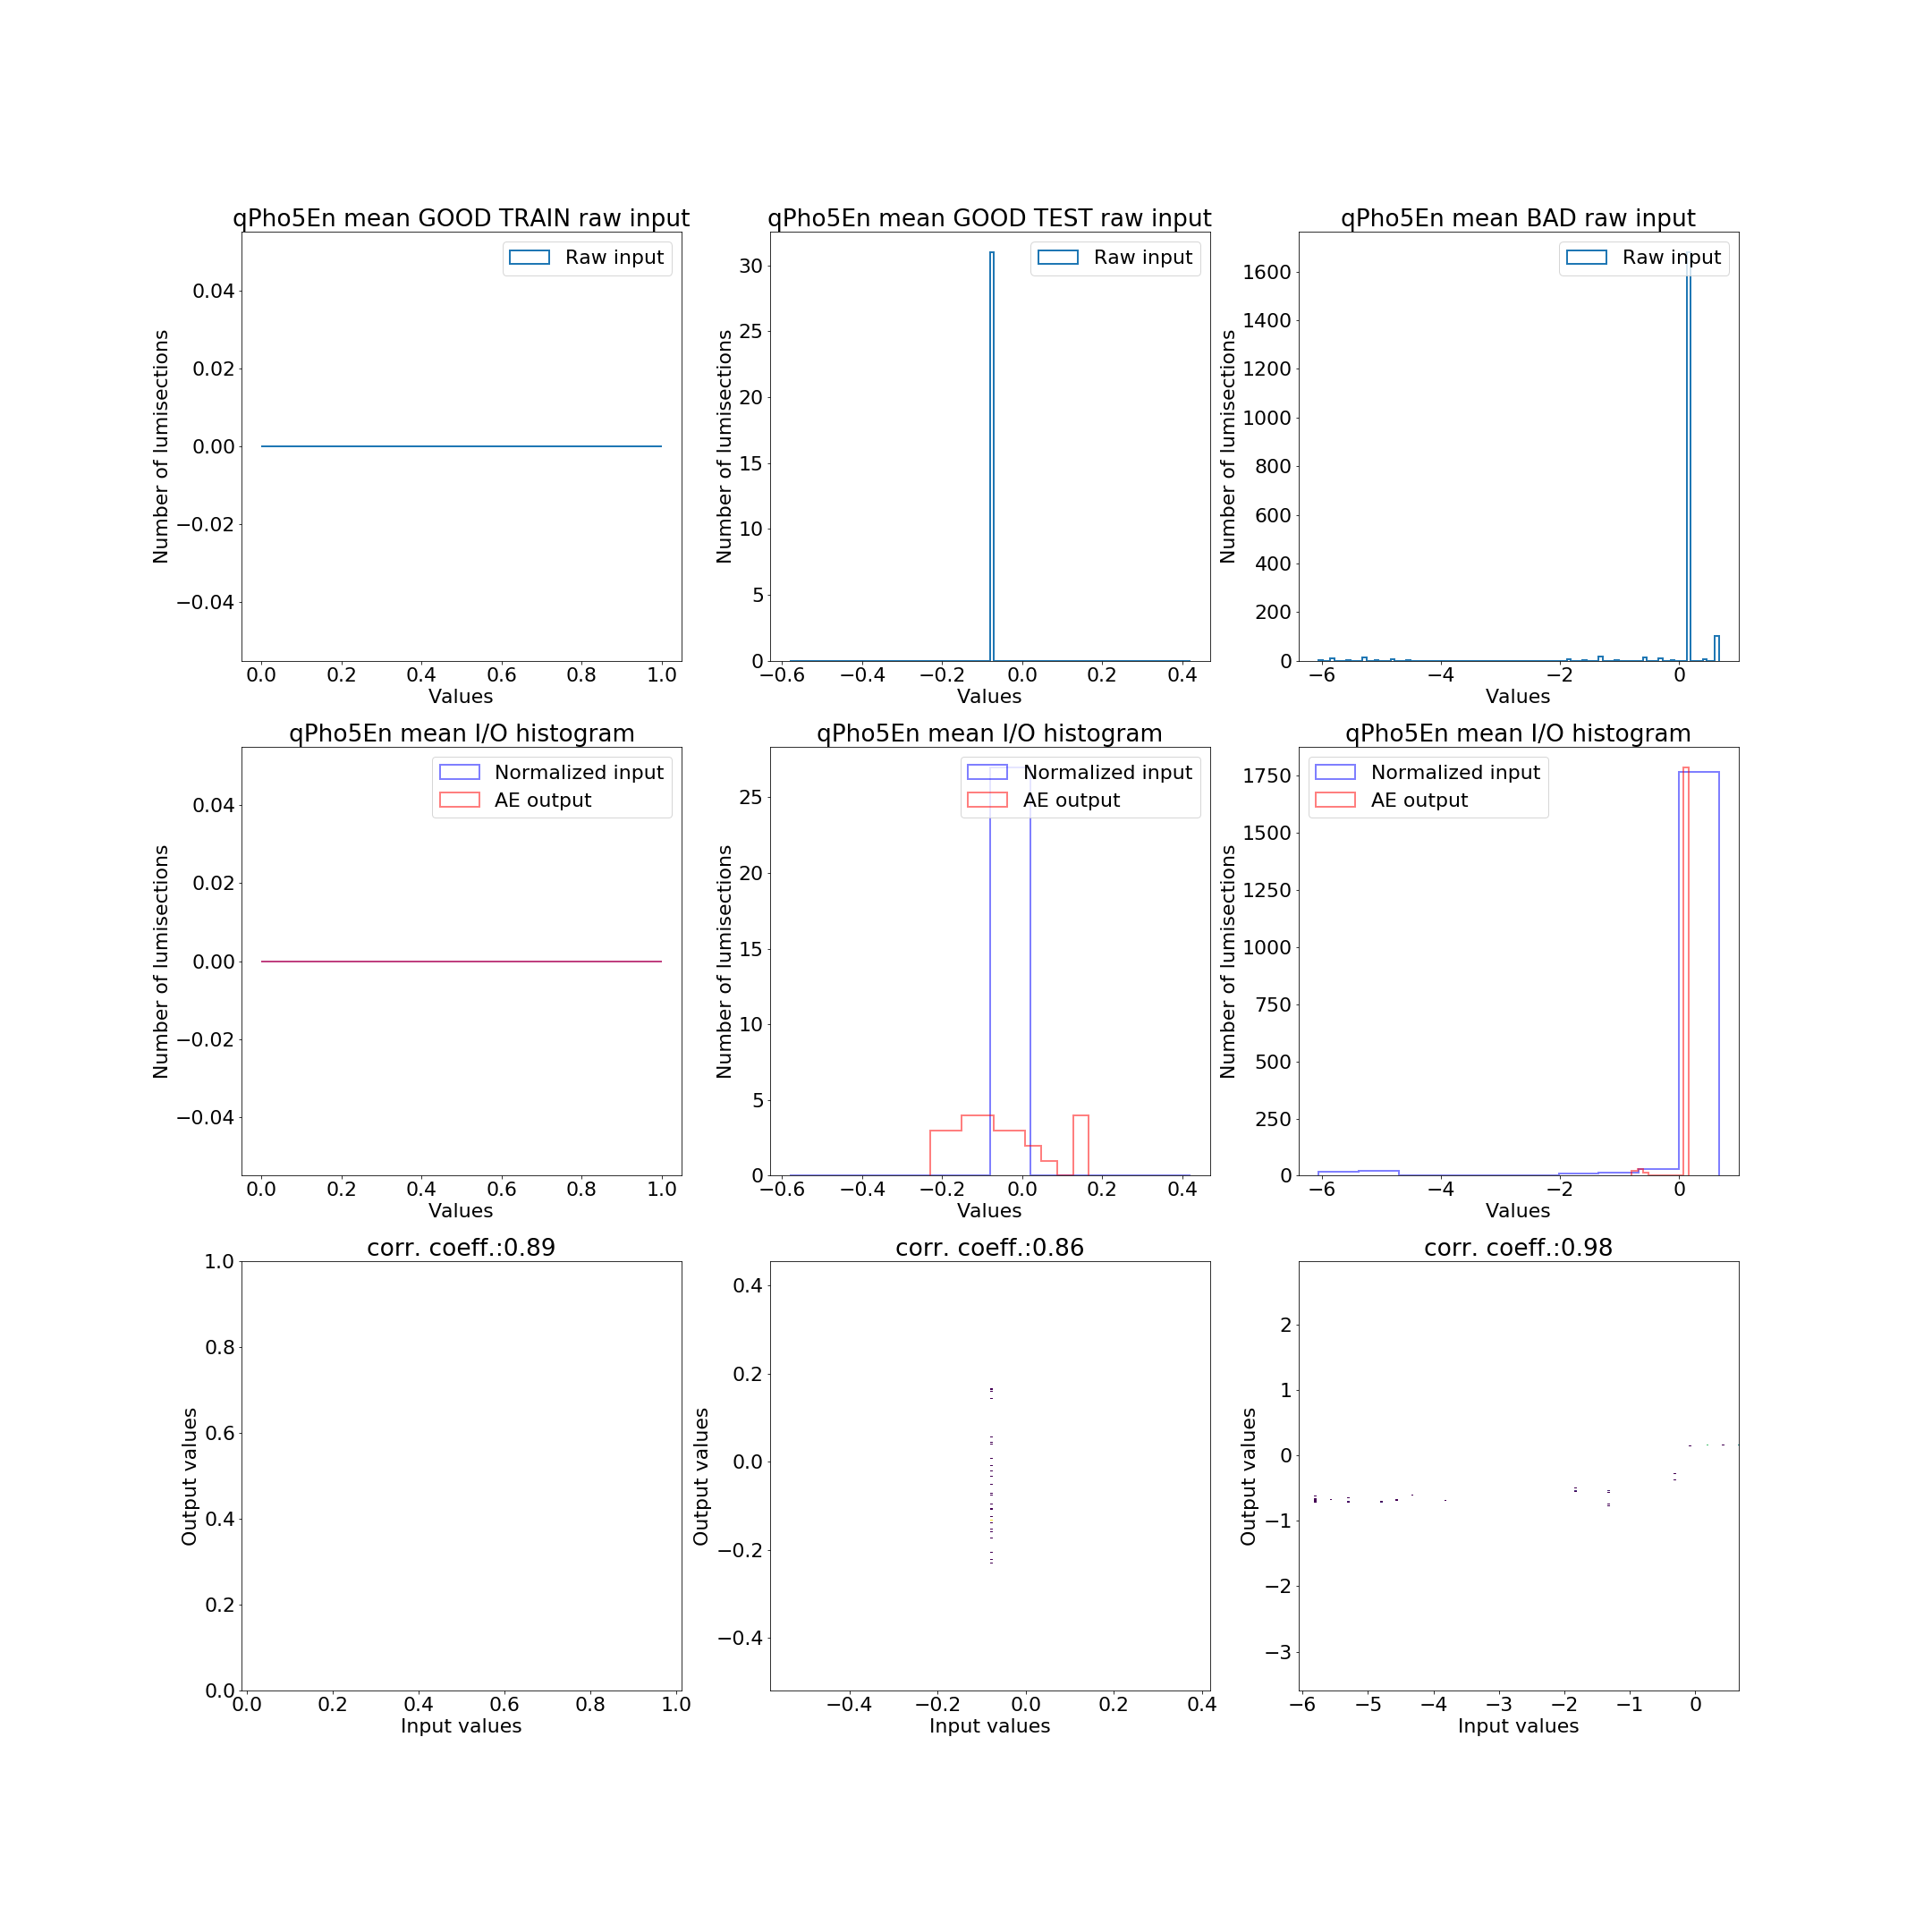 qPho5En mean GOOD TRAIN raw input
Raw input
0.04
0.02
0.00
−0.02
−0.04
Number of lumisections
0.0 0.2 0.4 0.6 0.8 1.0
Values
qPho5En mean GOOD TEST raw input
Raw input
30
25
20
15
10
5
0
Number of lumisections
−0.6 −0.4 −0.2 0.0 0.2 0.4
Values
qPho5En mean BAD raw input
Raw input
1600
1400
1200
1000
800
600
400
200
0
Number of lumisections
−6 −4 −2 0
Values
qPho5En mean I/O histogram
Normalized input
AE output
0.04
0.02
0.00
−0.02
−0.04
Number of lumisections
0.0 0.2 0.4 0.6 0.8 1.0
Values
qPho5En mean I/O histogram
Normalized input
AE output
25
20
15
10
5
0
Number of lumisections
−0.6 −0.4 −0.2 0.0 0.2 0.4
Values
qPho5En mean I/O histogram
Normalized input
AE output
1750
1500
1250
1000
750
500
250
0
Number of lumisections
−6 −4 −2 0
Values
corr. coeff.:0.89
1.0
0.8
0.6
0.4
0.2
0.0
Output values
0.0 0.2 0.4 0.6 0.8 1.0
Input values
corr. coeff.:0.86
0.4
0.2
0.0
−0.2
−0.4
Output values
−0.4 −0.2 0.0 0.2 0.4
Input values
corr. coeff.:0.98
2
1
0
−1
−2
−3
Output values
−6 −5 −4 −3 −2 −1 0
Input values